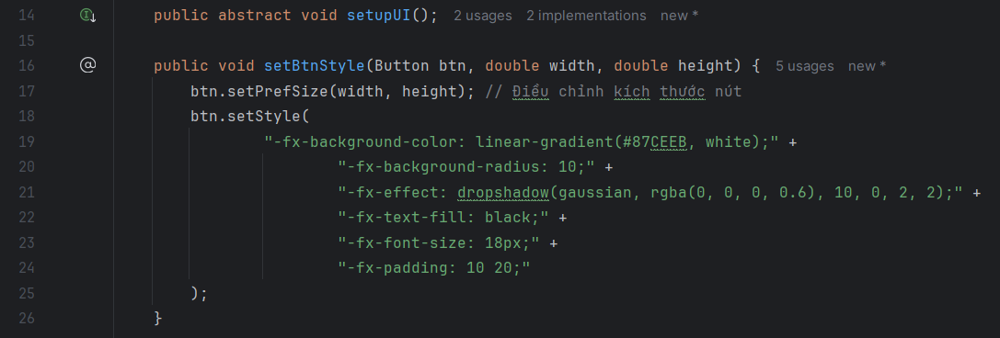 14 public abstract void setupUI(); 2 usages 2 implementations new *
15
16 @ public void setBtnStyle(Button btn, double width, double height) { 5 usages new *
17 btn.setPrefSize(width, height); // Điều chỉnh kích thước nút
18 btn.setStyle(
19 "-fx-background-color: linear-gradient(#87CEEB, white);" +
20 "-fx-background-radius: 10;" +
21 "-fx-effect: dropshadow(gaussian, rgba(0, 0, 0, 0.6), 10, 0, 2, 2);" +
22 "-fx-text-fill: black;" +
23 "-fx-font-size: 18px;" +
24 "-fx-padding: 10 20;"
25 );
26 }